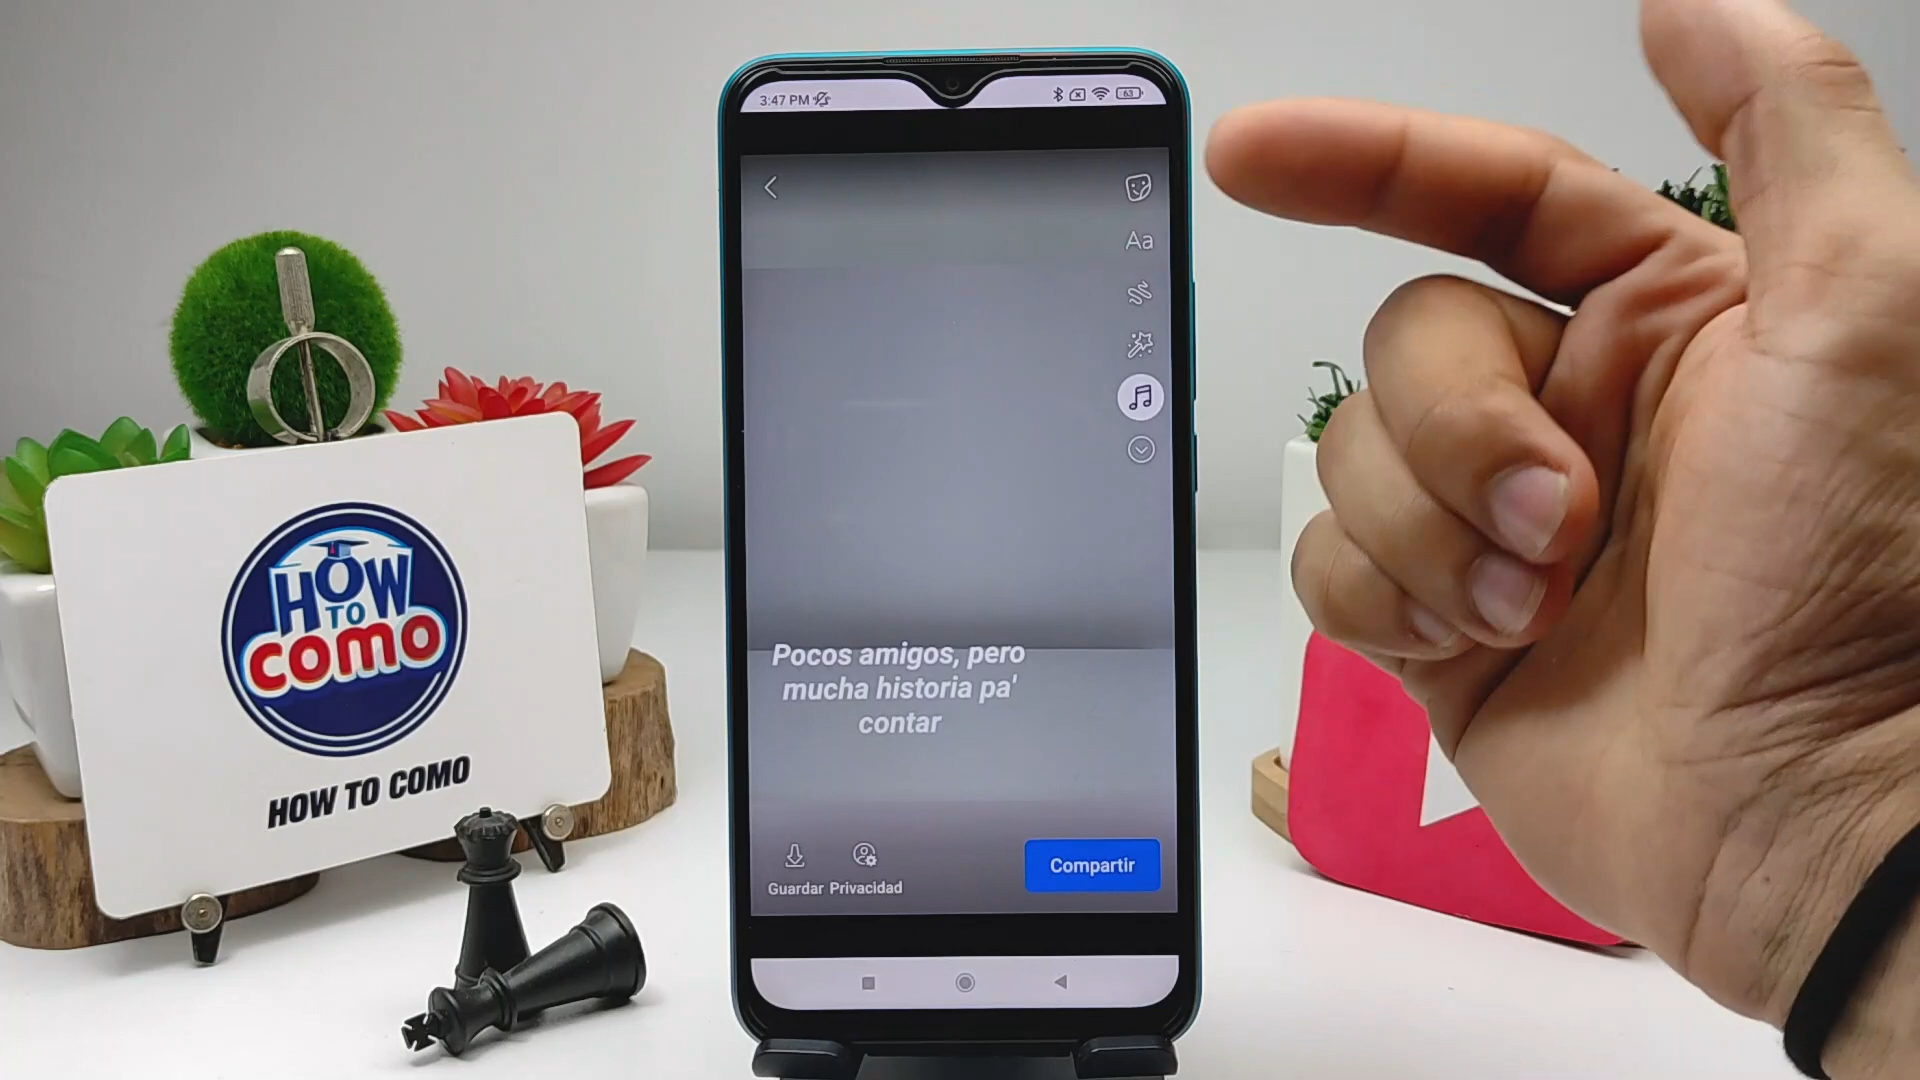 3:47 PM
63
Aa
Pocos amigos, pero
mucha historia pa'
contar
Guardar Privacidad
Compartir
HOW
TO
como
HOW TO COMO